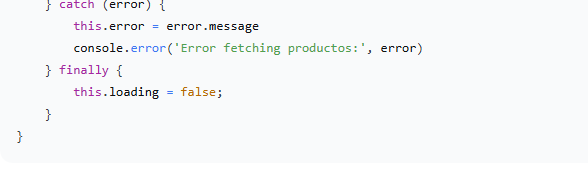 } catch (error) {
this.error = error.message
console.error('Error fetching productos:', error)
} finally {
this.loading = false;
}
}